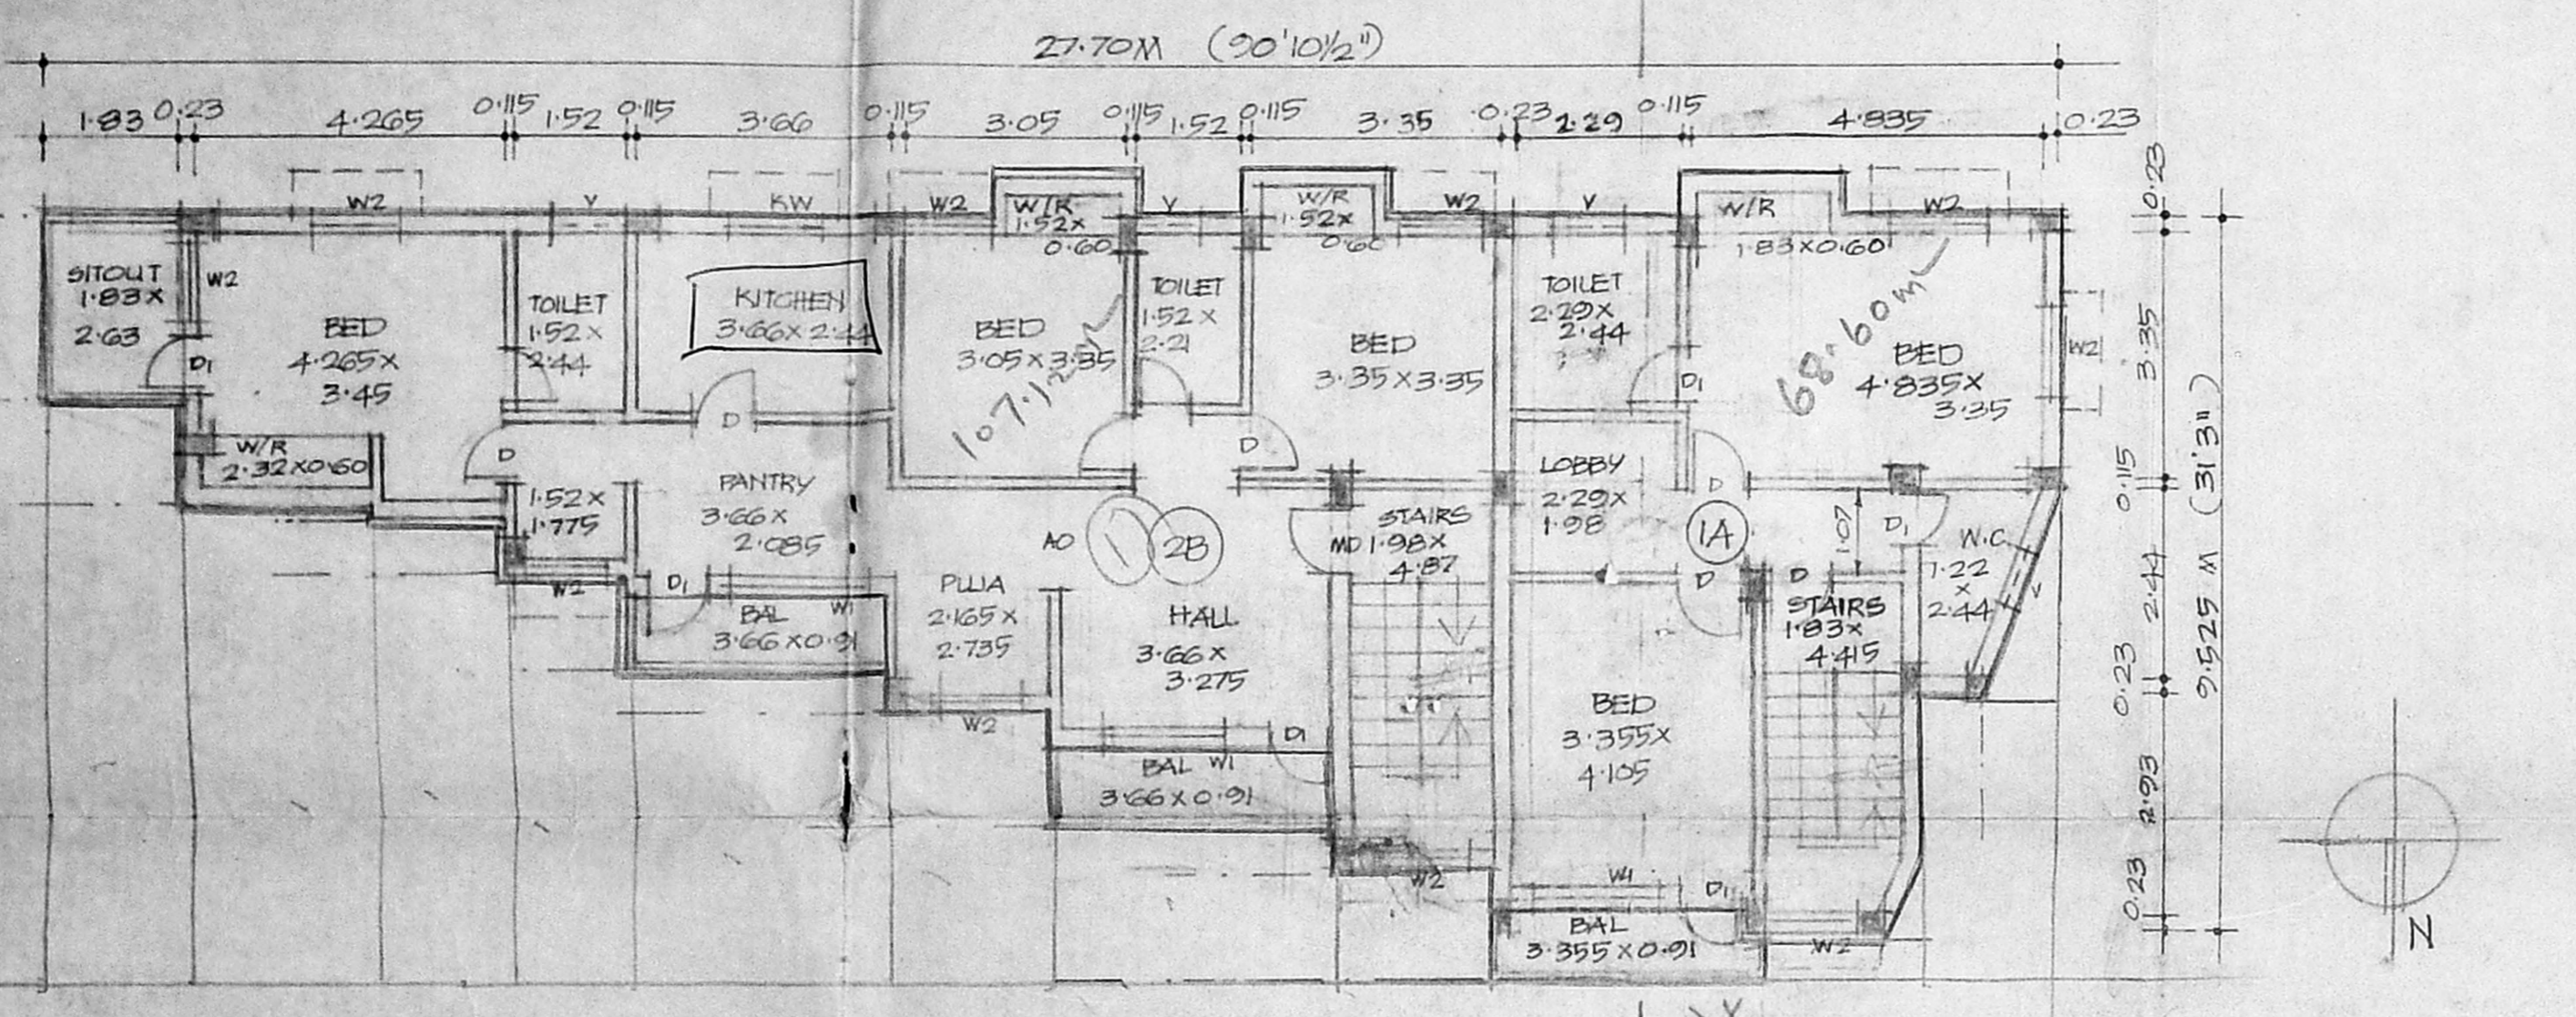 27.70M (90'10½")
1.83 0.23 4.265 0.115 1.52 0.115 3.66 0.115 3.05 0.115 1.52 0.115 3.35 0.23 2.29 0.115 4.835 0.23
W2 V KW W2 V W2 V W2
SITOUT
1.83x
2.63
W2
D1
BED
4.265x
3.45
W/R
2.32x0.60
TOILET
1.52x
2.44
D
1.52x
1.775
W2
KITCHEN
3.66x2.44
D
PANTRY
3.66x
2.085
D1
BAL W1
3.66x0.91
W/R
1.52x
0.60
BED
3.05x3.35
TOILET
1.52x
2.21
PUJA
2.165x
2.735
W2
AO
1
2B
HALL
3.66x
3.275
D1
BAL W1
3.66x0.91
W/R
1.52x
0.60
BED
3.35x3.35
D
STAIRS
MD 1.98x
4.87
W2
TOILET
2.29x
2.44
D1
LOBBY
2.29x
1.98
D
1A
D
BED
3.355x
4.105
W1 D1
BAL
3.355x0.91
W/R
1.83x0.60
68.60m
BED
4.835x
3.35
W2
1.07
D1
W.C
1.22
x
2.44
V
D
STAIRS
1.83x
4.415
W2
0.23
3.35
0.115
2.44
0.23
2.93
0.23
9.525 M (31'.3")
N